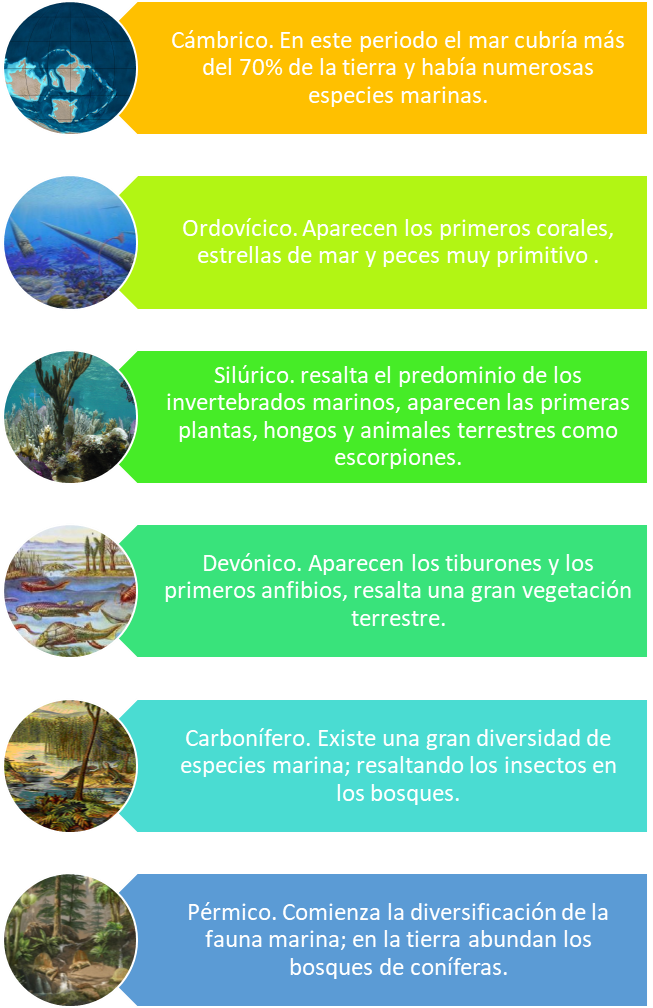 Cámbrico. En este periodo el mar cubría más
del 70% de la tierra y había numerosas
especies marinas.
Ordovícico. Aparecen los primeros corales,
estrellas de mar y peces muy primitivo .
Silúrico. resalta el predominio de los
invertebrados marinos, aparecen las primeras
plantas, hongos y animales terrestres como
escorpiones.
Devónico. Aparecen los tiburones y los
primeros anfibios, resalta una gran vegetación
terrestre.
Carbonífero. Existe una gran diversidad de
especies marina; resaltando los insectos en
los bosques.
Pérmico. Comienza la diversificación de la
fauna marina; en la tierra abundan los
bosques de coníferas.